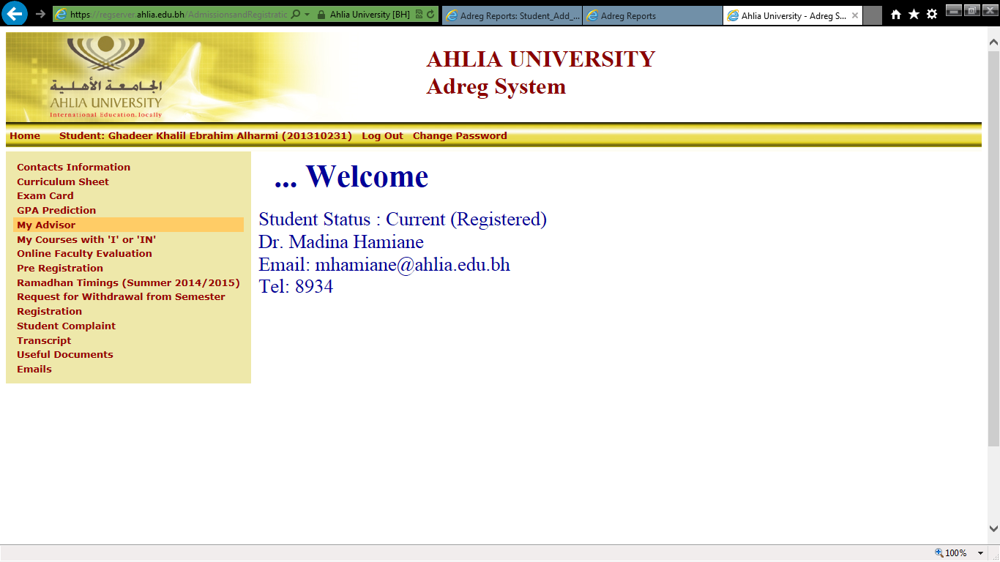 https://regserver.ahlia.edu.bh/AdmissionsandRegistratic
Ahlia University [BH]
Adreg Reports: Student_Add_...
Adreg Reports
Ahlia University - Adreg S...
الجامعة الأهلية
AHLIA UNIVERSITY
International Education, locally
AHLIA UNIVERSITY
Adreg System
Home Student: Ghadeer Khalil Ebrahim Alharmi (201310231) Log Out Change Password
Contacts Information
Curriculum Sheet
Exam Card
GPA Prediction
My Advisor
My Courses with 'I' or 'IN'
Online Faculty Evaluation
Pre Registration
Ramadhan Timings (Summer 2014/2015)
Request for Withdrawal from Semester
Registration
Student Complaint
Transcript
Useful Documents
Emails
... Welcome
Student Status : Current (Registered)
Dr. Madina Hamiane
Email: mhamiane@ahlia.edu.bh
Tel: 8934
100%